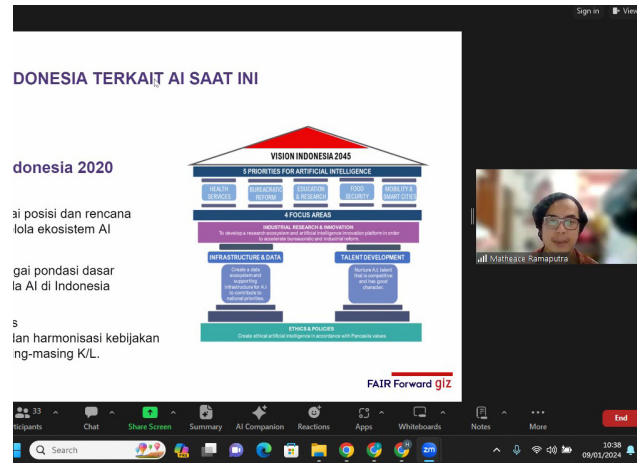 Sign in
View
DONESIA TERKAIT AI SAAT INI
donesia 2020
ai posisi dan rencana
lola ekosistem AI
gai pondasi dasar
la AI di Indonesia
s
dan harmonisasi kebijakan
ing-masing K/L.
VISION INDONESIA 2045
5 PRIORITIES FOR ARTIFICIAL INTELLIGENCE
HEALTH SERVICES
BUREAUCRATIC REFORM
EDUCATION & RESEARCH
FOOD SECURITY
MOBILITY & SMART CITIES
4 FOCUS AREAS
INDUSTRIAL RESEARCH & INNOVATION
To develop a research ecosystem and artificial intelligence innovation platform in order
to accelerate bureaucratic and industrial reform.
INFRASTRUCTURE & DATA
Create a data
ecosystem and
supporting
infrastructure for A.I
to contribute to
national priorities.
TALENT DEVELOPMENT
Nurture A.I. talent
that is competitive
and has good
character.
ETHICS & POLICIES
Create ethical artificial intelligence in accordance with Pancasila values
FAIR Forward giz
Matheace Ramaputra
33
ticipants
Chat
Share Screen
Summary
AI Companion
Reactions
Apps
Whiteboards
Notes
More
End
Search
zm
10:38
09/01/2024